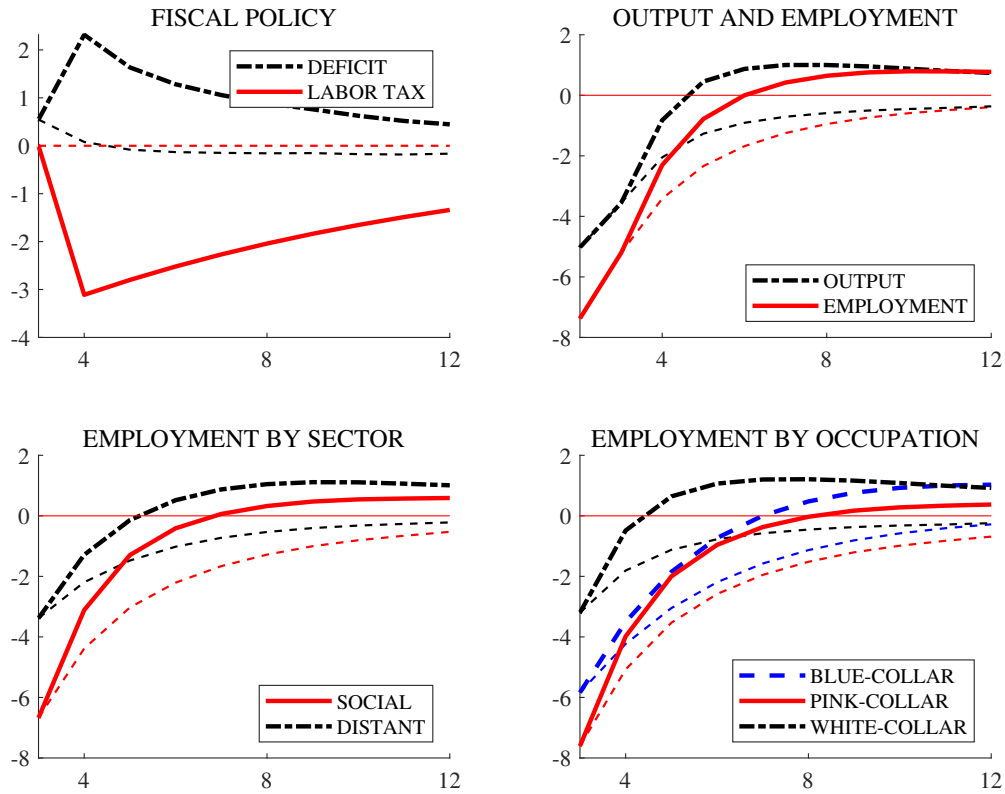 FISCAL POLICY
2
1
0
-1
-2
-3
-4
4
8
12
DEFICIT
LABOR TAX
OUTPUT AND EMPLOYMENT
2
0
-2
-4
-6
-8
4
8
12
OUTPUT
EMPLOYMENT
EMPLOYMENT BY SECTOR
2
0
-2
-4
-6
-8
4
8
12
SOCIAL
DISTANT
EMPLOYMENT BY OCCUPATION
2
0
-2
-4
-6
-8
4
8
12
BLUE-COLLAR
PINK-COLLAR
WHITE-COLLAR